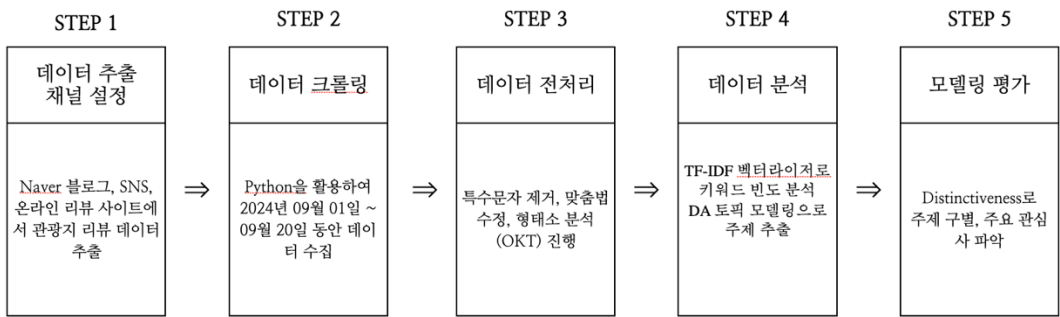 STEP 1
데이터 추출
채널 설정
Naver 블로그, SNS,
온라인 리뷰 사이트에
서 관광지 리뷰 데이터
추출
⇒
STEP 2
데이터 크롤링
Python을 활용하여
2024년 09월 01일 ~
09월 20일 동안 데이
터 수집
⇒
STEP 3
데이터 전처리
특수문자 제거, 맞춤법
수정, 형태소 분석
(OKT) 진행
⇒
STEP 4
데이터 분석
TF-IDF 벡터라이저로
키워드 빈도 분석
DA 토픽 모델링으로
주제 추출
⇒
STEP 5
모델링 평가
Distinctiveness로
주제 구별, 주요 관심
사 파악